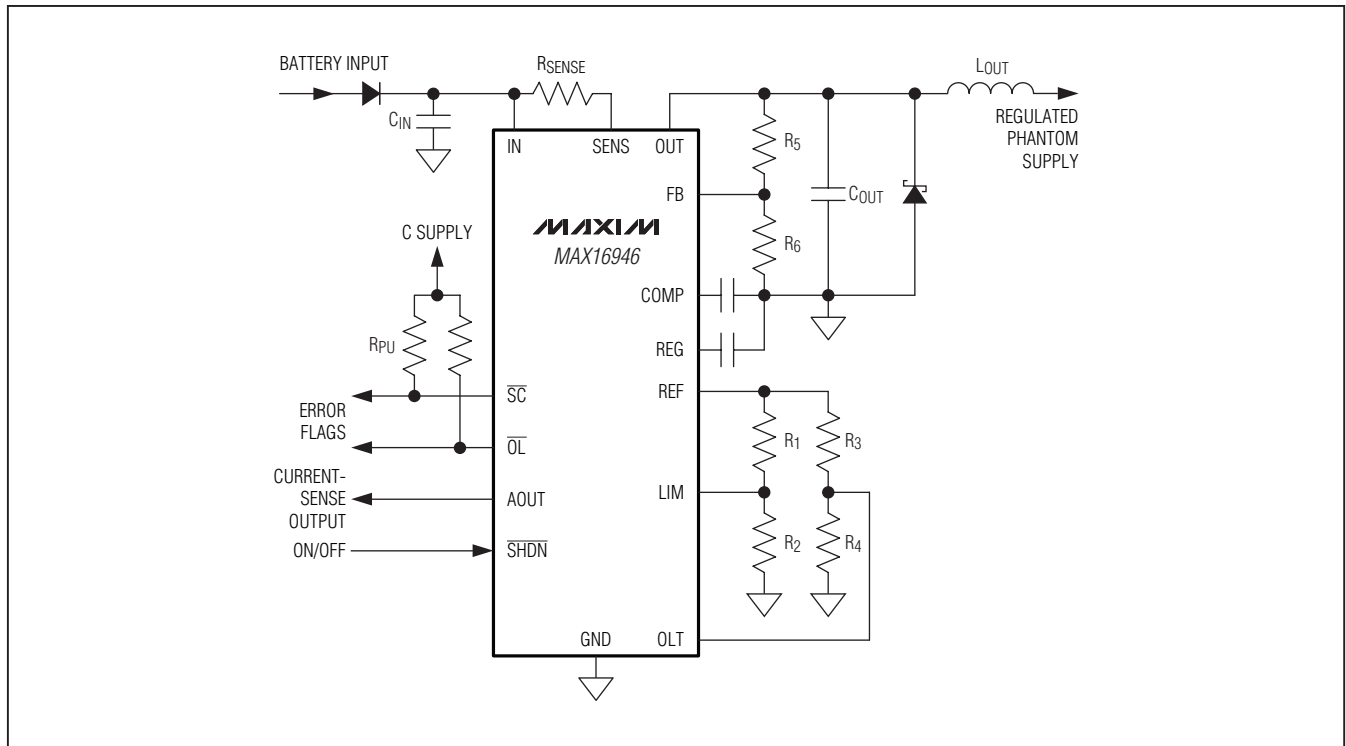 BATTERY INPUT
RSENSE
LOUT
CIN
REGULATED
PHANTOM
SUPPLY
IN
SENS
OUT
R5
FB
COUT
MAXIM
MAX16946
R6
C SUPPLY
COMP
RPU
REG
SC
REF
ERROR
FLAGS
R1
R3
OL
CURRENT-
SENSE
OUTPUT
AOUT
LIM
R2
R4
ON/OFF
SHDN
GND
OLT